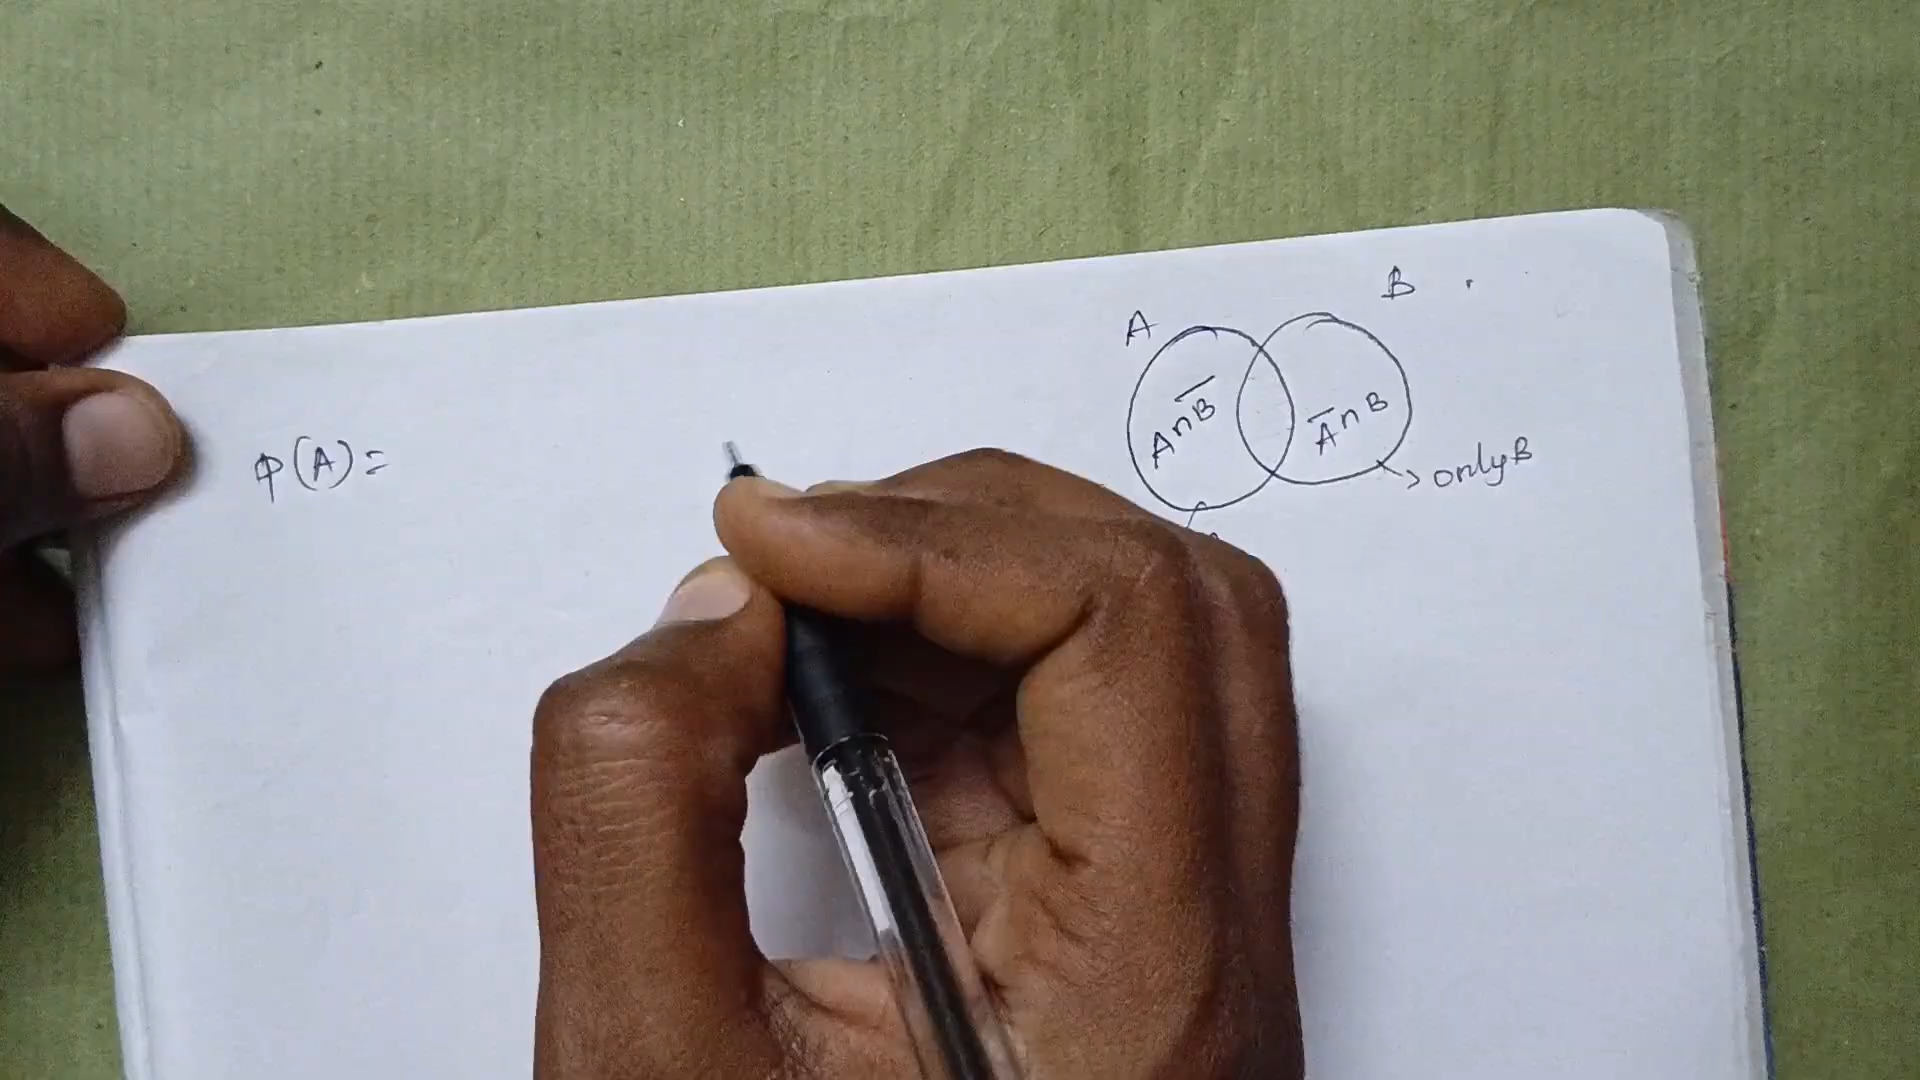 B
A
A∩B̅
A̅∩B
P(A)=
→ only B